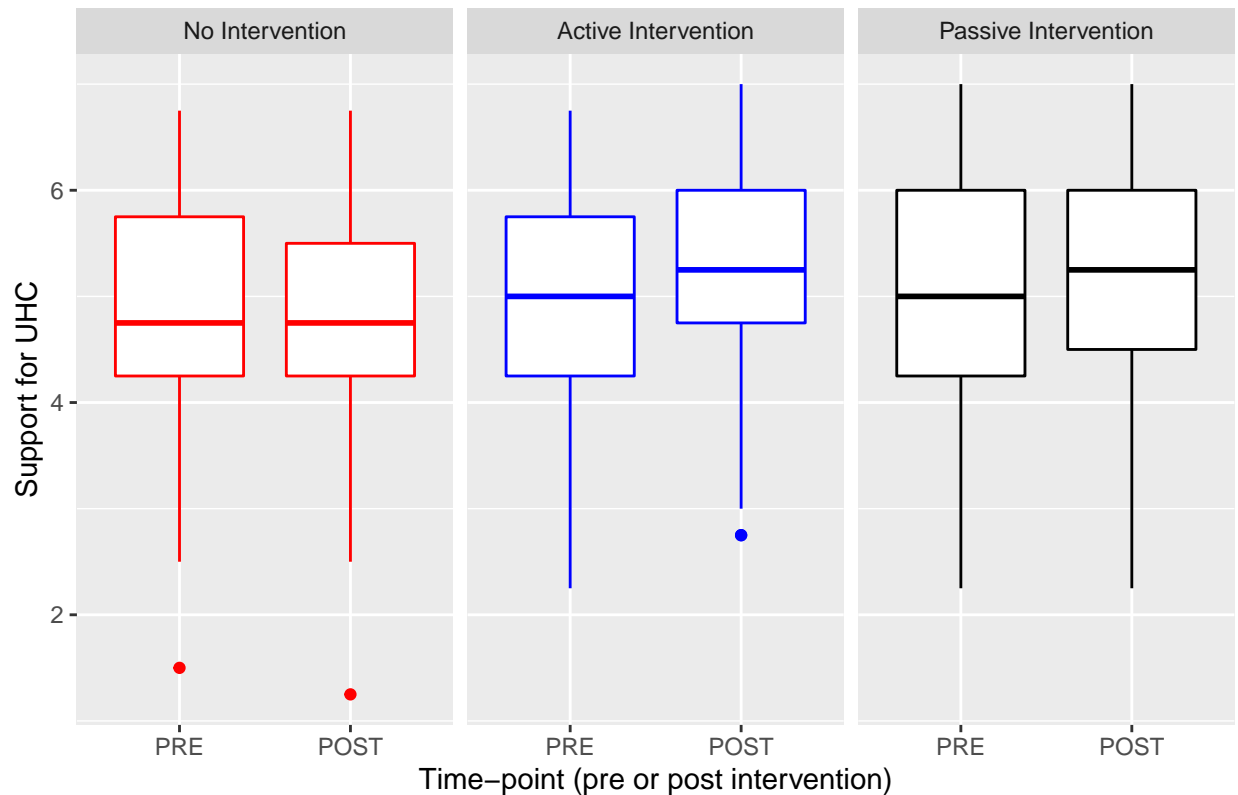 No Intervention
Active Intervention
Passive Intervention
Support for UHC
6
4
2
PRE
POST
PRE
POST
PRE
POST
Time−point (pre or post intervention)